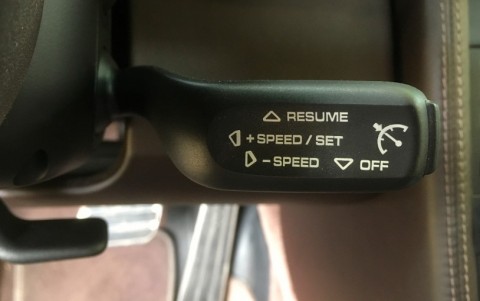 RESUME
+SPEED / SET
-SPEED OFF